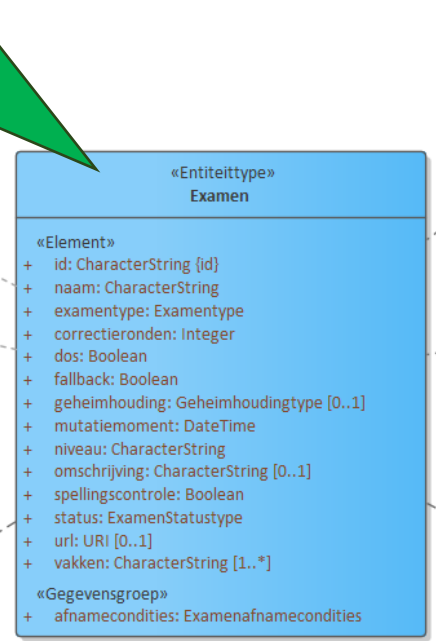 «Entiteittype»
Examen
«Element»
+ id: CharacterString {id}
+ naam: CharacterString
+ examentype: Examentype
+ correctieronden: Integer
+ dos: Boolean
+ fallback: Boolean
+ geheimhouding: Geheimhoudingtype [0..1]
+ mutatiemoment: DateTime
+ niveau: CharacterString
+ omschrijving: CharacterString [0..1]
+ spellingscontrole: Boolean
+ status: ExamenStatustype
+ url: URI [0..1]
+ vakken: CharacterString [1..*]
«Gegevensgroep»
+ afnamecondities: Examenafnamecondities